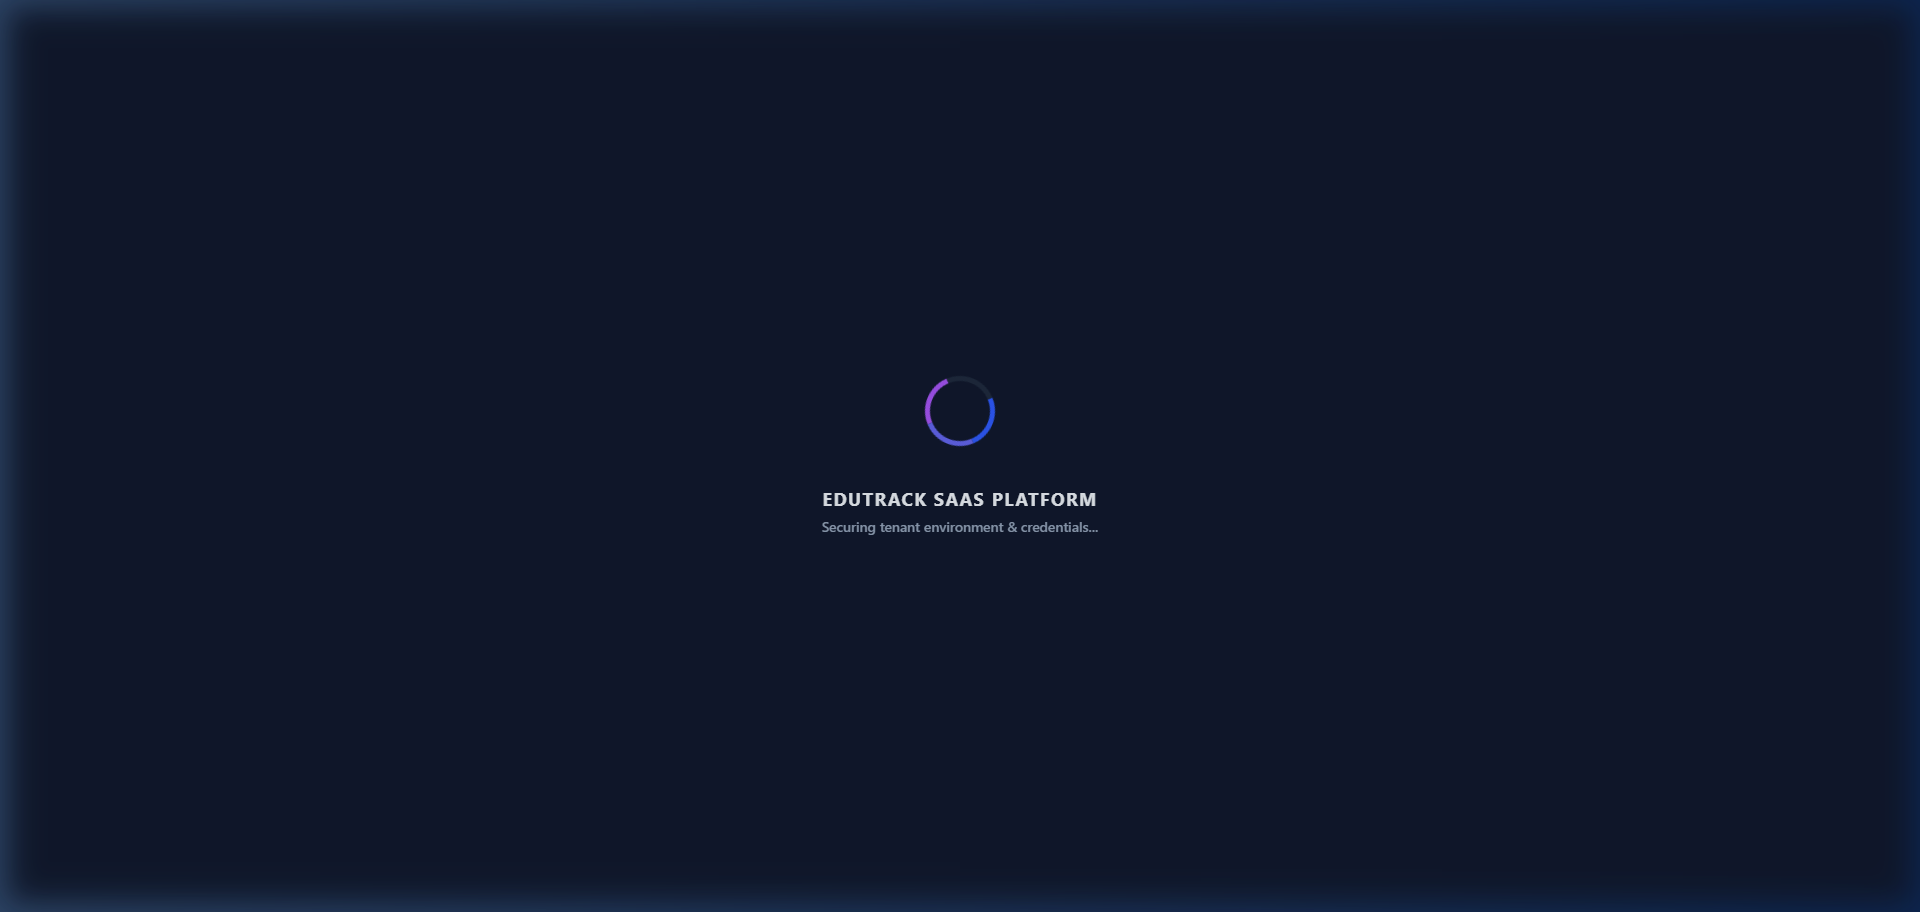 EDUTRACK SAAS PLATFORM
Securing tenant environment & credentials...